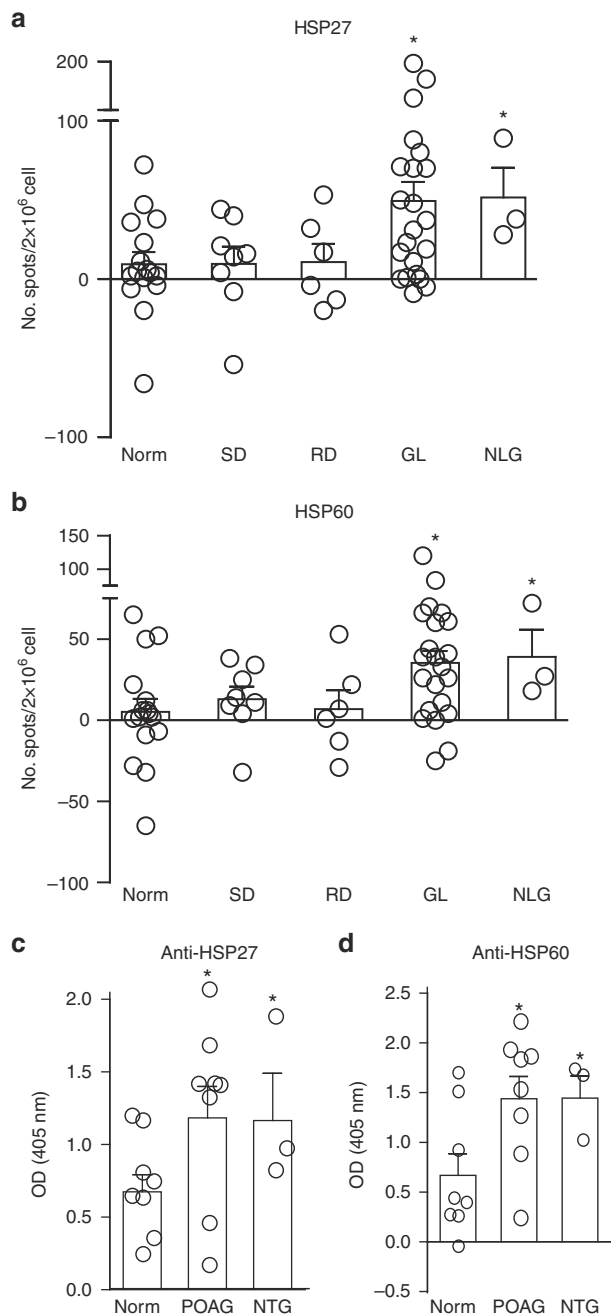 a
HSP27
*
*
200
100
0
−100
No. spots/2×10⁶ cell
Norm SD RD GL NLG
b
HSP60
*
*
150
100
50
0
−50
−100
No. spots/2×10⁶ cell
Norm SD RD GL NLG
c
Anti-HSP27
*
*
2.0
1.5
1.0
0.5
0.0
OD (405 nm)
Norm POAG NTG
d
Anti-HSP60
*
*
2.5
2.0
1.5
1.0
0.5
0.0
−0.5
OD (405 nm)
Norm POAG NTG